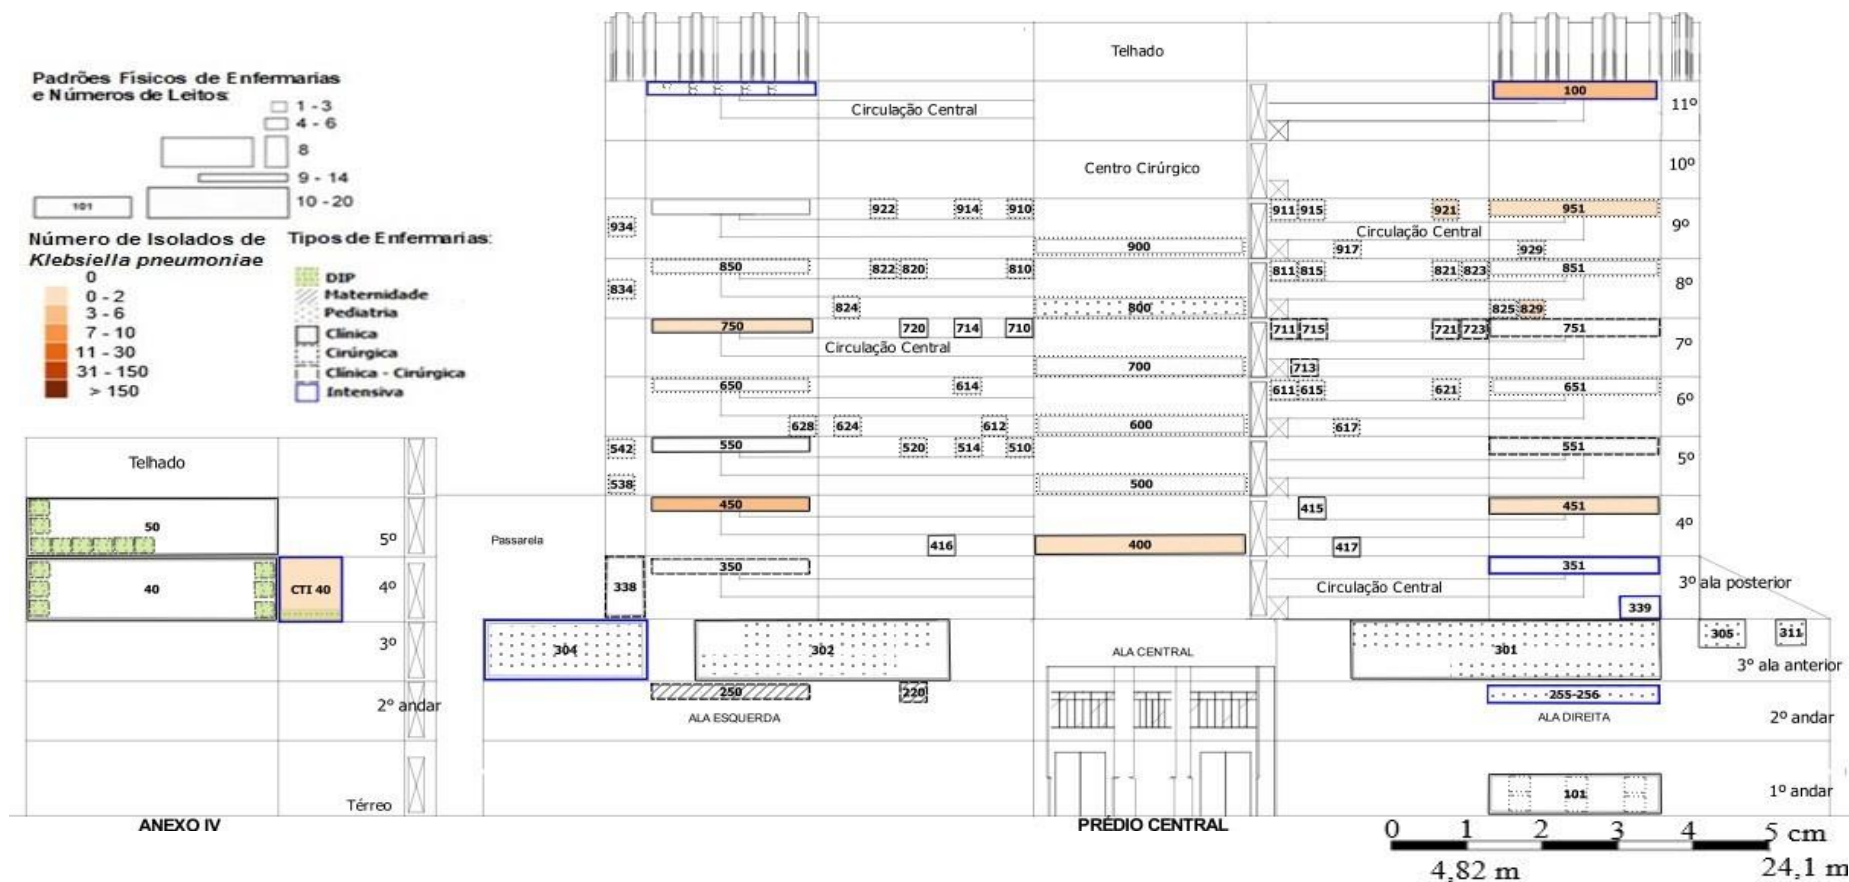 Padrões Físicos de Enfermarias
e Números de Leitos:
1 - 3
4 - 6
8
9 - 14
101
10 - 20
Número de Isolados de
Klebsiella pneumoniae
0
0 - 2
3 - 6
7 - 10
11 - 30
31 - 150
> 150
Tipos de Enfermarias:
DIP
Maternidade
Pediatria
Clínica
Cirúrgica
Clínica - Cirúrgica
Intensiva
Telhado
Circulação Central
100
11º
Centro Cirúrgico
10º
922 914 910 911 915 921 951
934 Circulação Central 9º
900 917 929
850 822 820 810 811 815 821 823 851
834 8º
824 800 825 829
750 720 714 710 711 715 721 723 751
Circulação Central 7º
700 713
650 614 611 615 621 651
6º
628 624 612 600 617
542 550 520 514 510 551
5º
538 500
450 415 451
4º
416 400 417
350 351
338 Circulação Central 3º ala posterior
339
304 302 ALA CENTRAL 301 305 311
3º ala anterior
250 220 255-256
ALA ESQUERDA ALA DIREITA 2º andar
101 1º andar
PRÉDIO CENTRAL
Telhado
50 5º
Passarela
40 CTI 40 4º
3º
2º andar
Térreo
ANEXO IV
0 1 2 3 4 5 cm
4,82 m 24,1 m